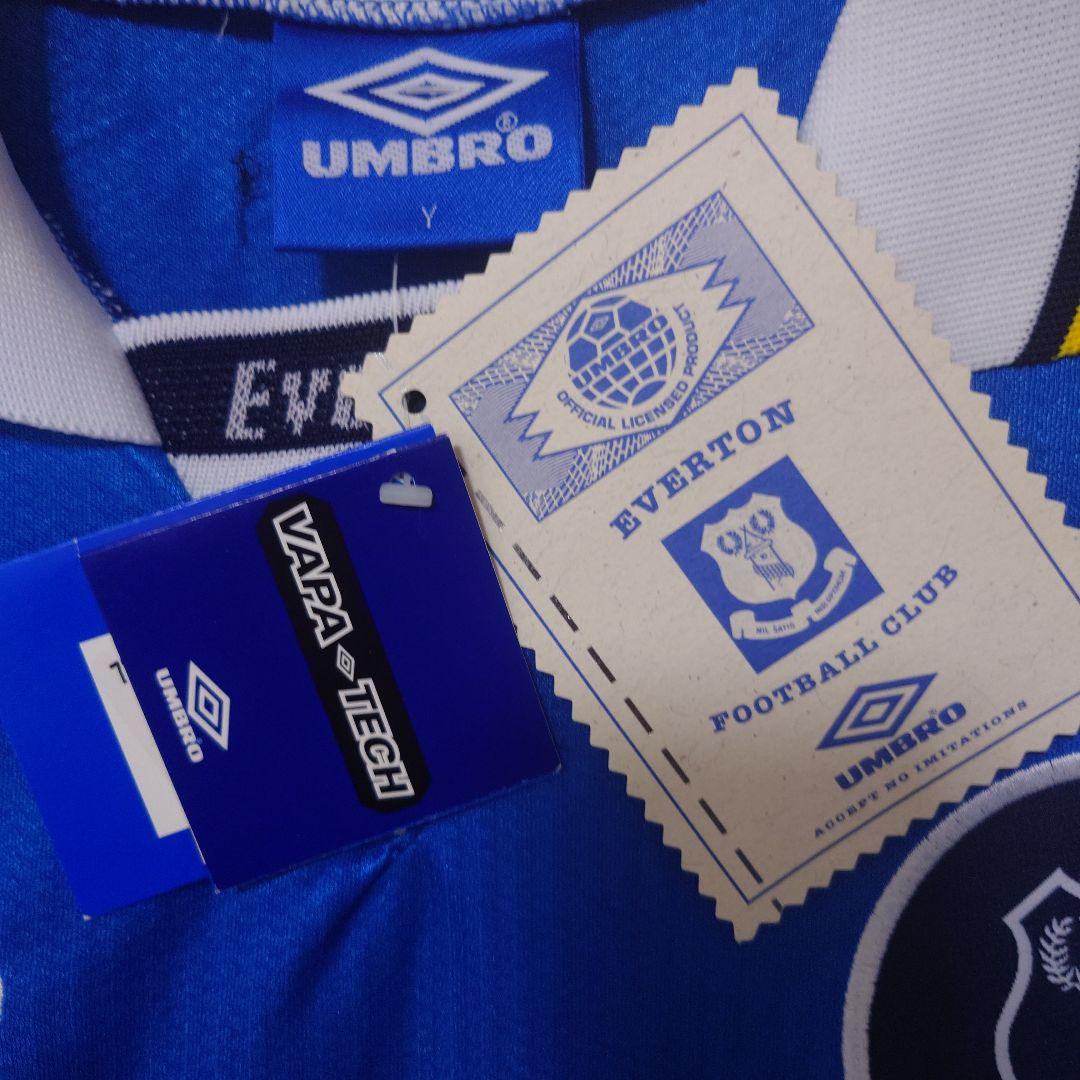 UMBRO®
Y
UMBRO
OFFICIAL LICENSED PRODUCT
EVERTON
NIL SATIS NISI OPTIMUM
FOOTBALL CLUB
UMBRO®
ACCEPT NO IMITATIONS
VAPA TECH
UMBRO